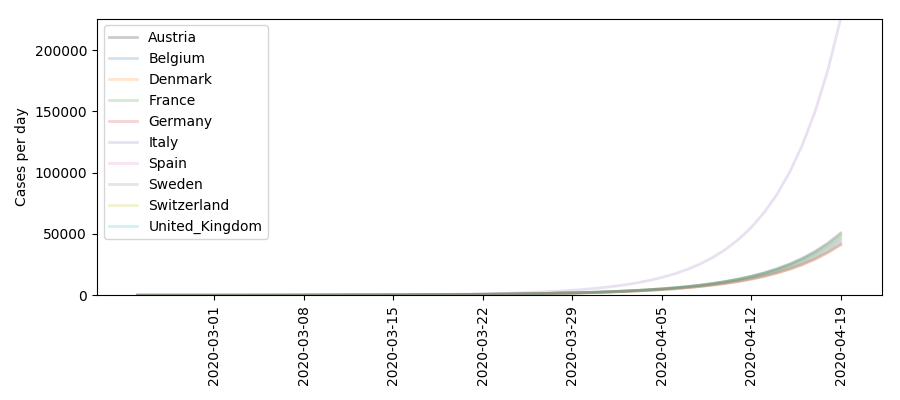 Cases per day
200000
150000
100000
50000
0
Austria
Belgium
Denmark
France
Germany
Italy
Spain
Sweden
Switzerland
United_Kingdom
2020-03-01
2020-03-08
2020-03-15
2020-03-22
2020-03-29
2020-04-05
2020-04-12
2020-04-19